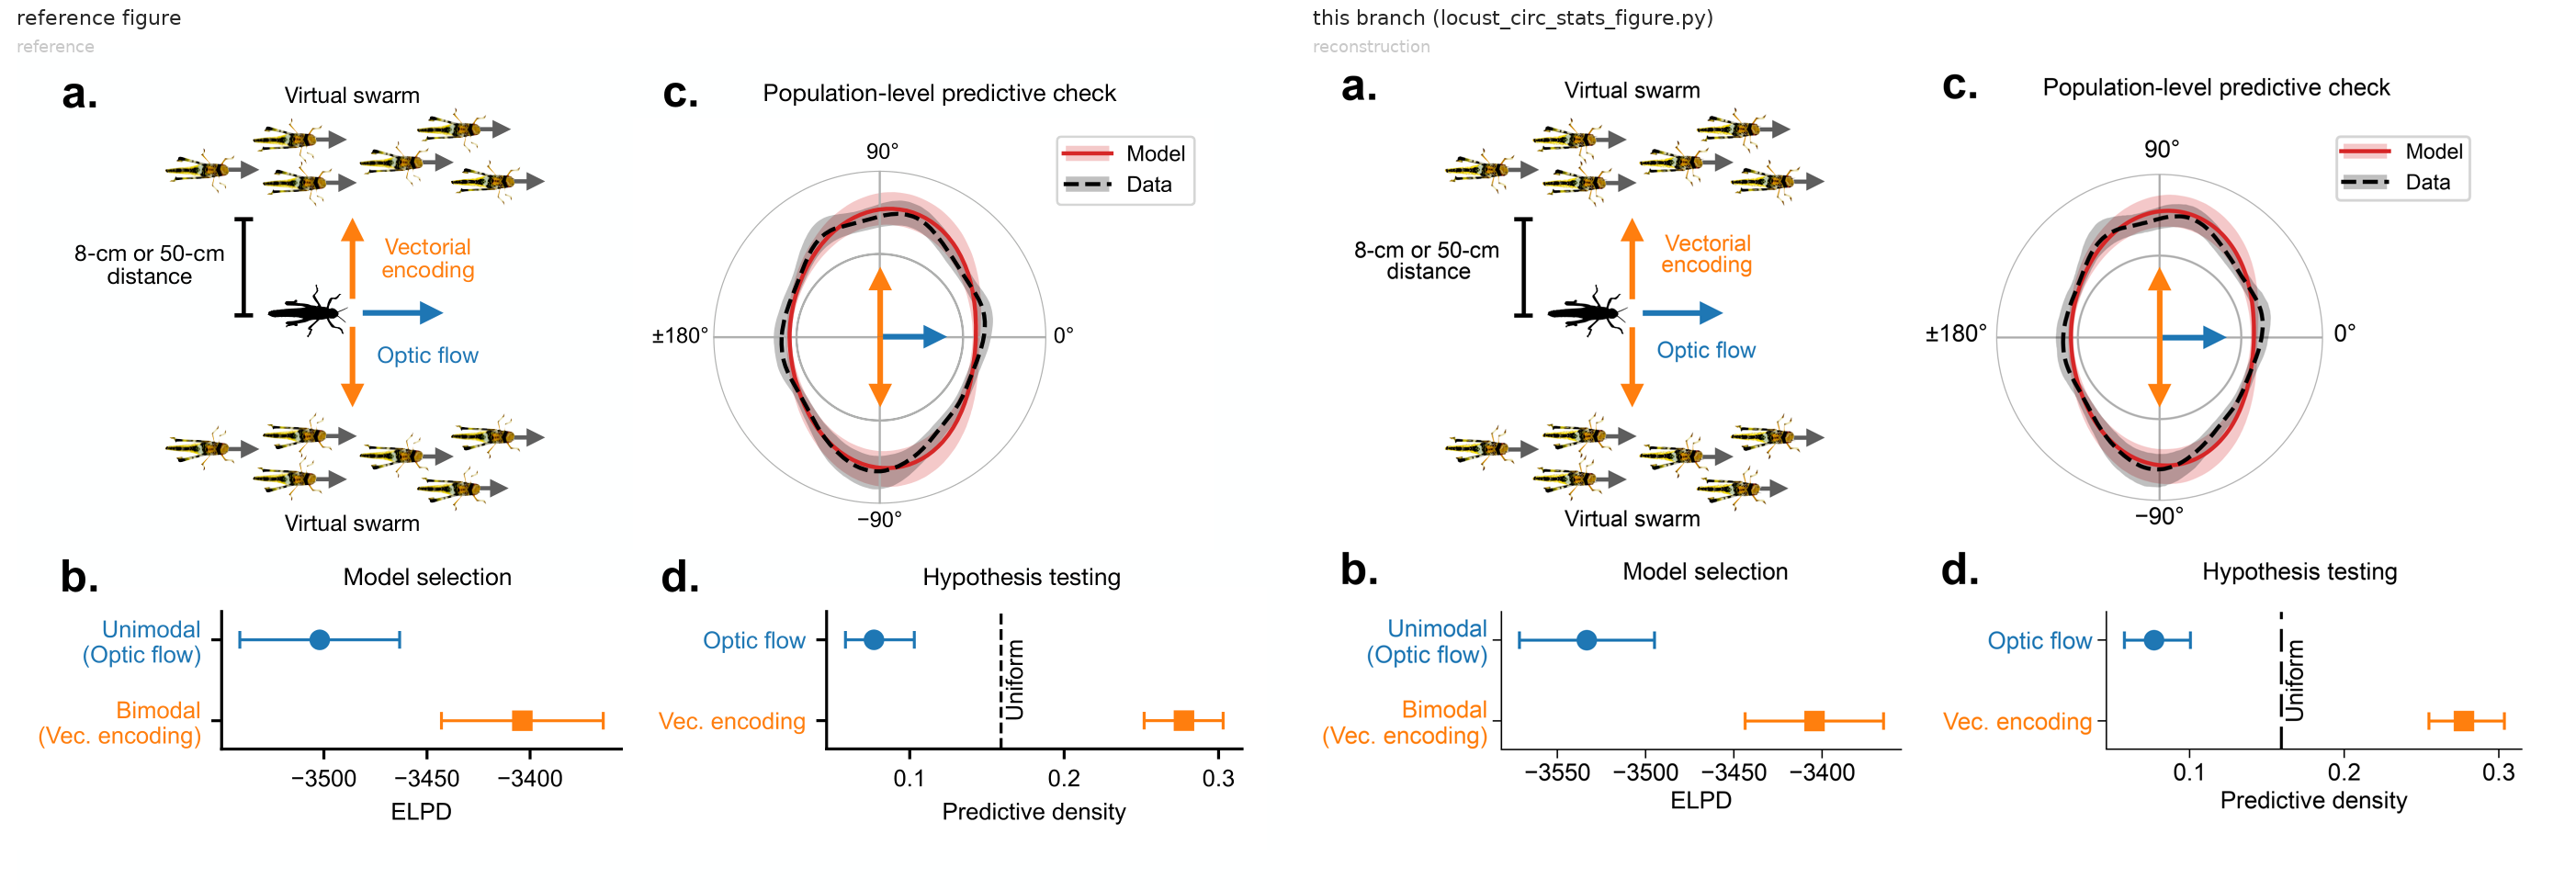 reference figure
reference
a.
Virtual swarm
8-cm or 50-cm
distance
Vectorial
encoding
Optic flow
Virtual swarm
c.
Population-level predictive check
Model
Data
90°
±180°
0°
−90°
b.
Model selection
Unimodal
(Optic flow)
Bimodal
(Vec. encoding)
−3500
−3450
−3400
ELPD
d.
Hypothesis testing
Optic flow
Vec. encoding
Uniform
0.1
0.2
0.3
Predictive density
this branch (locust_circ_stats_figure.py)
reconstruction
a.
Virtual swarm
8-cm or 50-cm
distance
Vectorial
encoding
Optic flow
Virtual swarm
c.
Population-level predictive check
Model
Data
90°
±180°
0°
−90°
b.
Model selection
Unimodal
(Optic flow)
Bimodal
(Vec. encoding)
−3550
−3500
−3450
−3400
ELPD
d.
Hypothesis testing
Optic flow
Vec. encoding
Uniform
0.1
0.2
0.3
Predictive density